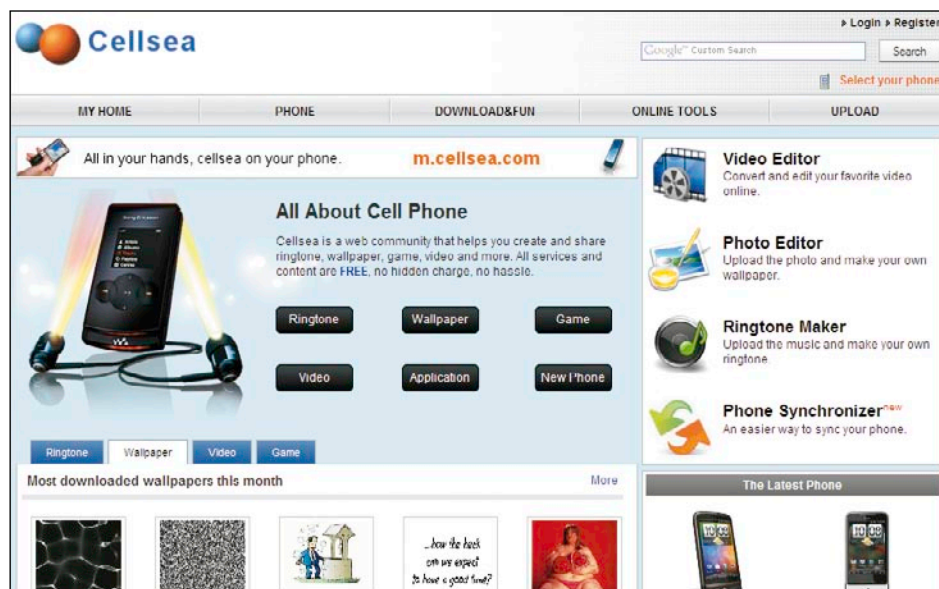 Cellsea
Login Register
Google™ Custom Search
Search
Select your phone
MY HOME
PHONE
DOWNLOAD&FUN
ONLINE TOOLS
UPLOAD
All in your hands, cellsea on your phone.
m.cellsea.com
All About Cell Phone
Cellsea is a web community that helps you create and share
ringtone, wallpaper, game, video and more. All services and
content are FREE, no hidden charge, no hassle.
Ringtone
Wallpaper
Game
Video
Application
New Phone
Video Editor
Convert and edit your favorite video
online.
Photo Editor
Upload the photo and make your own
wallpaper.
Ringtone Maker
Upload the music and make your own
ringtone.
Phone Synchronizer new
An easier way to sync your phone.
Ringtone
Wallpaper
Video
Game
Most downloaded wallpapers this month
More
...how the heck
can we expect
to have a good time?
The Latest Phone